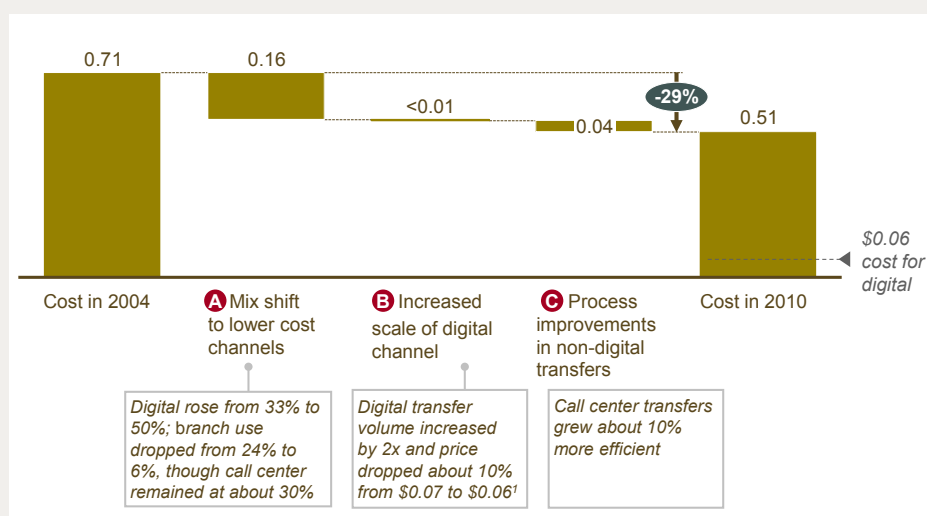 0.71
0.16
<0.01
0.04
-29%
0.51
$0.06
cost for
digital
Cost in 2004
A Mix shift
to lower cost
channels
B Increased
scale of digital
channel
C Process
improvements
in non-digital
transfers
Cost in 2010
Digital rose from 33% to
50%; branch use
dropped from 24% to
6%, though call center
remained at about 30%
Digital transfer
volume increased
by 2x and price
dropped about 10%
from $0.07 to $0.06¹
Call center transfers
grew about 10%
more efficient